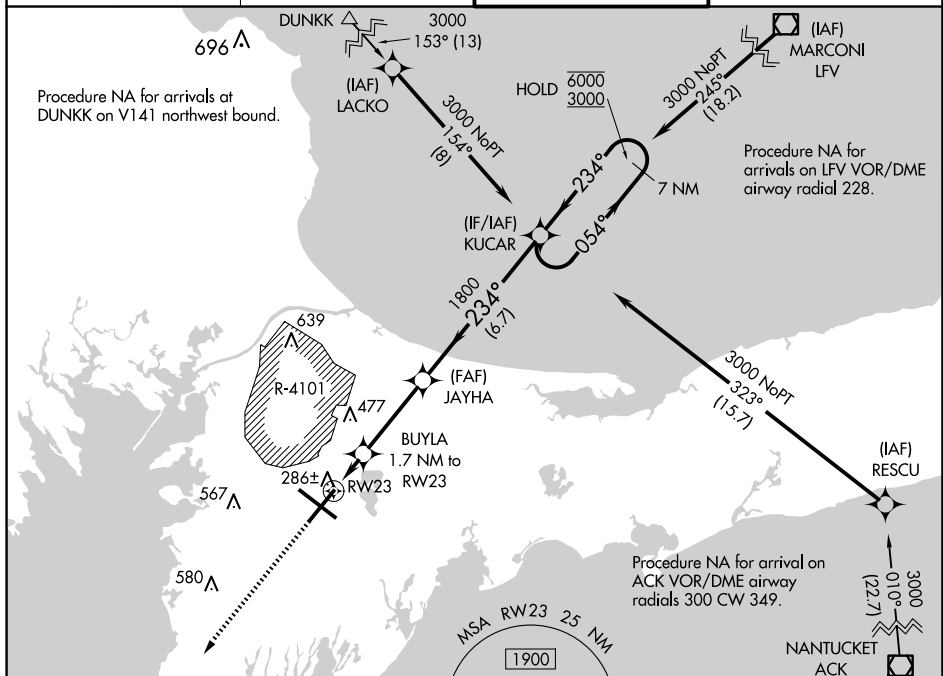 DUNKK
3000
153° (13)
(IAF)
MARCONI
LFV
696
(IAF)
LACKO
Procedure NA for arrivals at
DUNKK on V141 northwest bound.
HOLD
6000
3000
3000 NoPT
245°
(18.2)
3000 NoPT
154°
(8)
Procedure NA for
arrivals on LFV VOR/DME
airway radial 228.
234°
7 NM
(IF/IAF)
KUCAR
054°
1800
234°
(6.7)
639
R-4101
(FAF)
JAYHA
3000 NoPT
323°
(15.7)
477
BUYLA
1.7 NM to
RW23
(IAF)
RESCU
286±
RW23
567
Procedure NA for arrival on
ACK VOR/DME airway
radials 300 CW 349.
580
3000
010°
(22.7)
MSA RW23 25 NM
1900
NANTUCKET
ACK